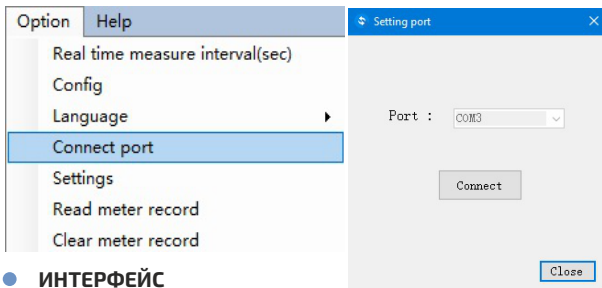 Option Help
Real time measure interval(sec)
Config
Language
Connect port
Settings
Read meter record
Clear meter record
Setting port
Port :
COM3
Connect
Close
ИНТЕРФЕЙС